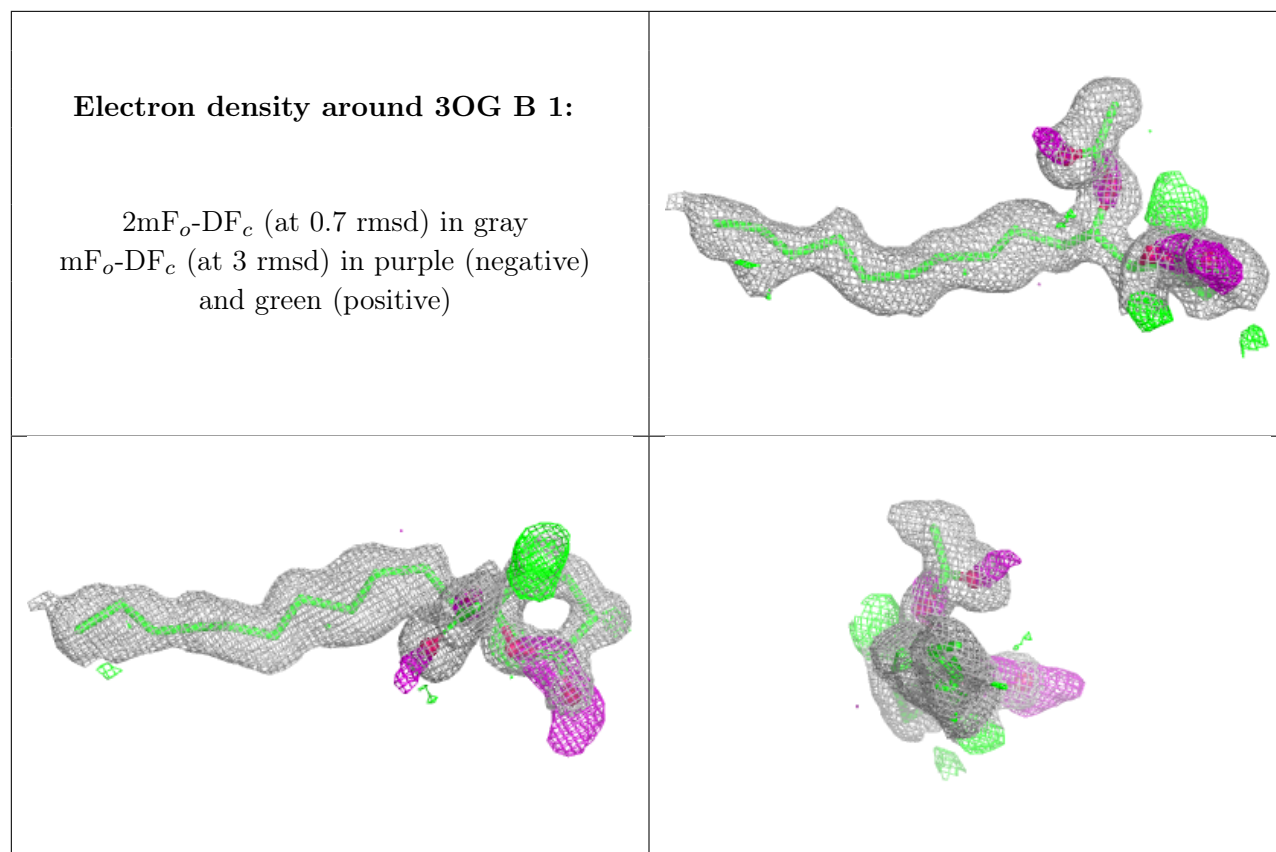 Electron density around 3OG B 1:
2mFo-DFc (at 0.7 rmsd) in gray
mFo-DFc (at 3 rmsd) in purple (negative)
and green (positive)